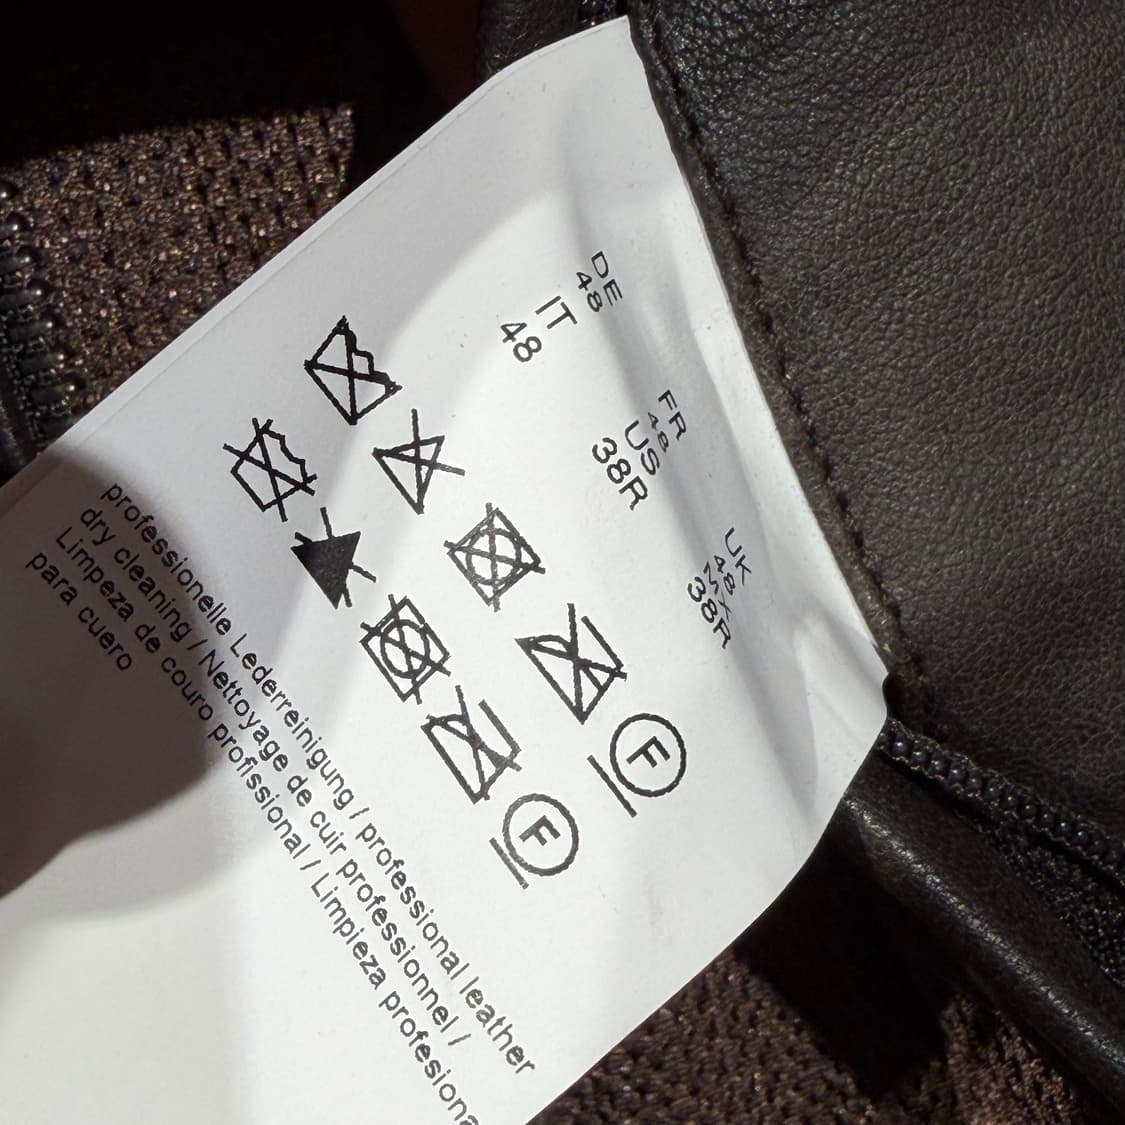 DE
48
FR
48
UK
48
IT
48
US
38R
MX
38R
F
F
professionelle Lederreinigung / professional leather
dry cleaning / Nettoyage de cuir professionnel /
Limpeza de couro profissional / Limpieza profesiona
para cuero